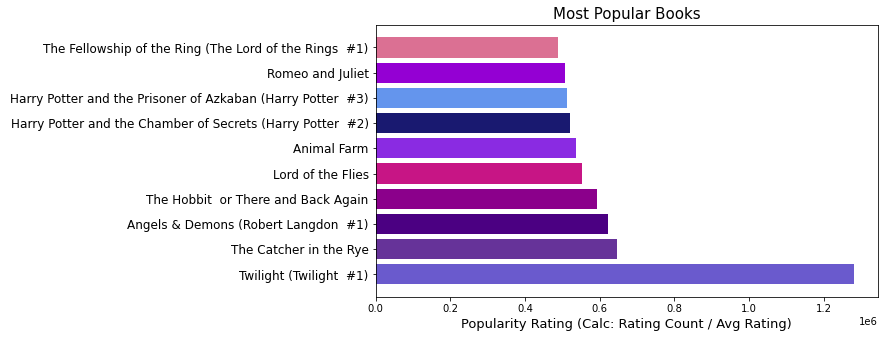 Most Popular Books
The Fellowship of the Ring (The Lord of the Rings  #1)
Romeo and Juliet
Harry Potter and the Prisoner of Azkaban (Harry Potter  #3)
Harry Potter and the Chamber of Secrets (Harry Potter  #2)
Animal Farm
Lord of the Flies
The Hobbit  or There and Back Again
Angels & Demons (Robert Langdon  #1)
The Catcher in the Rye
Twilight (Twilight  #1)
0.0 0.2 0.4 0.6 0.8 1.0 1.2
1e6
Popularity Rating (Calc: Rating Count / Avg Rating)